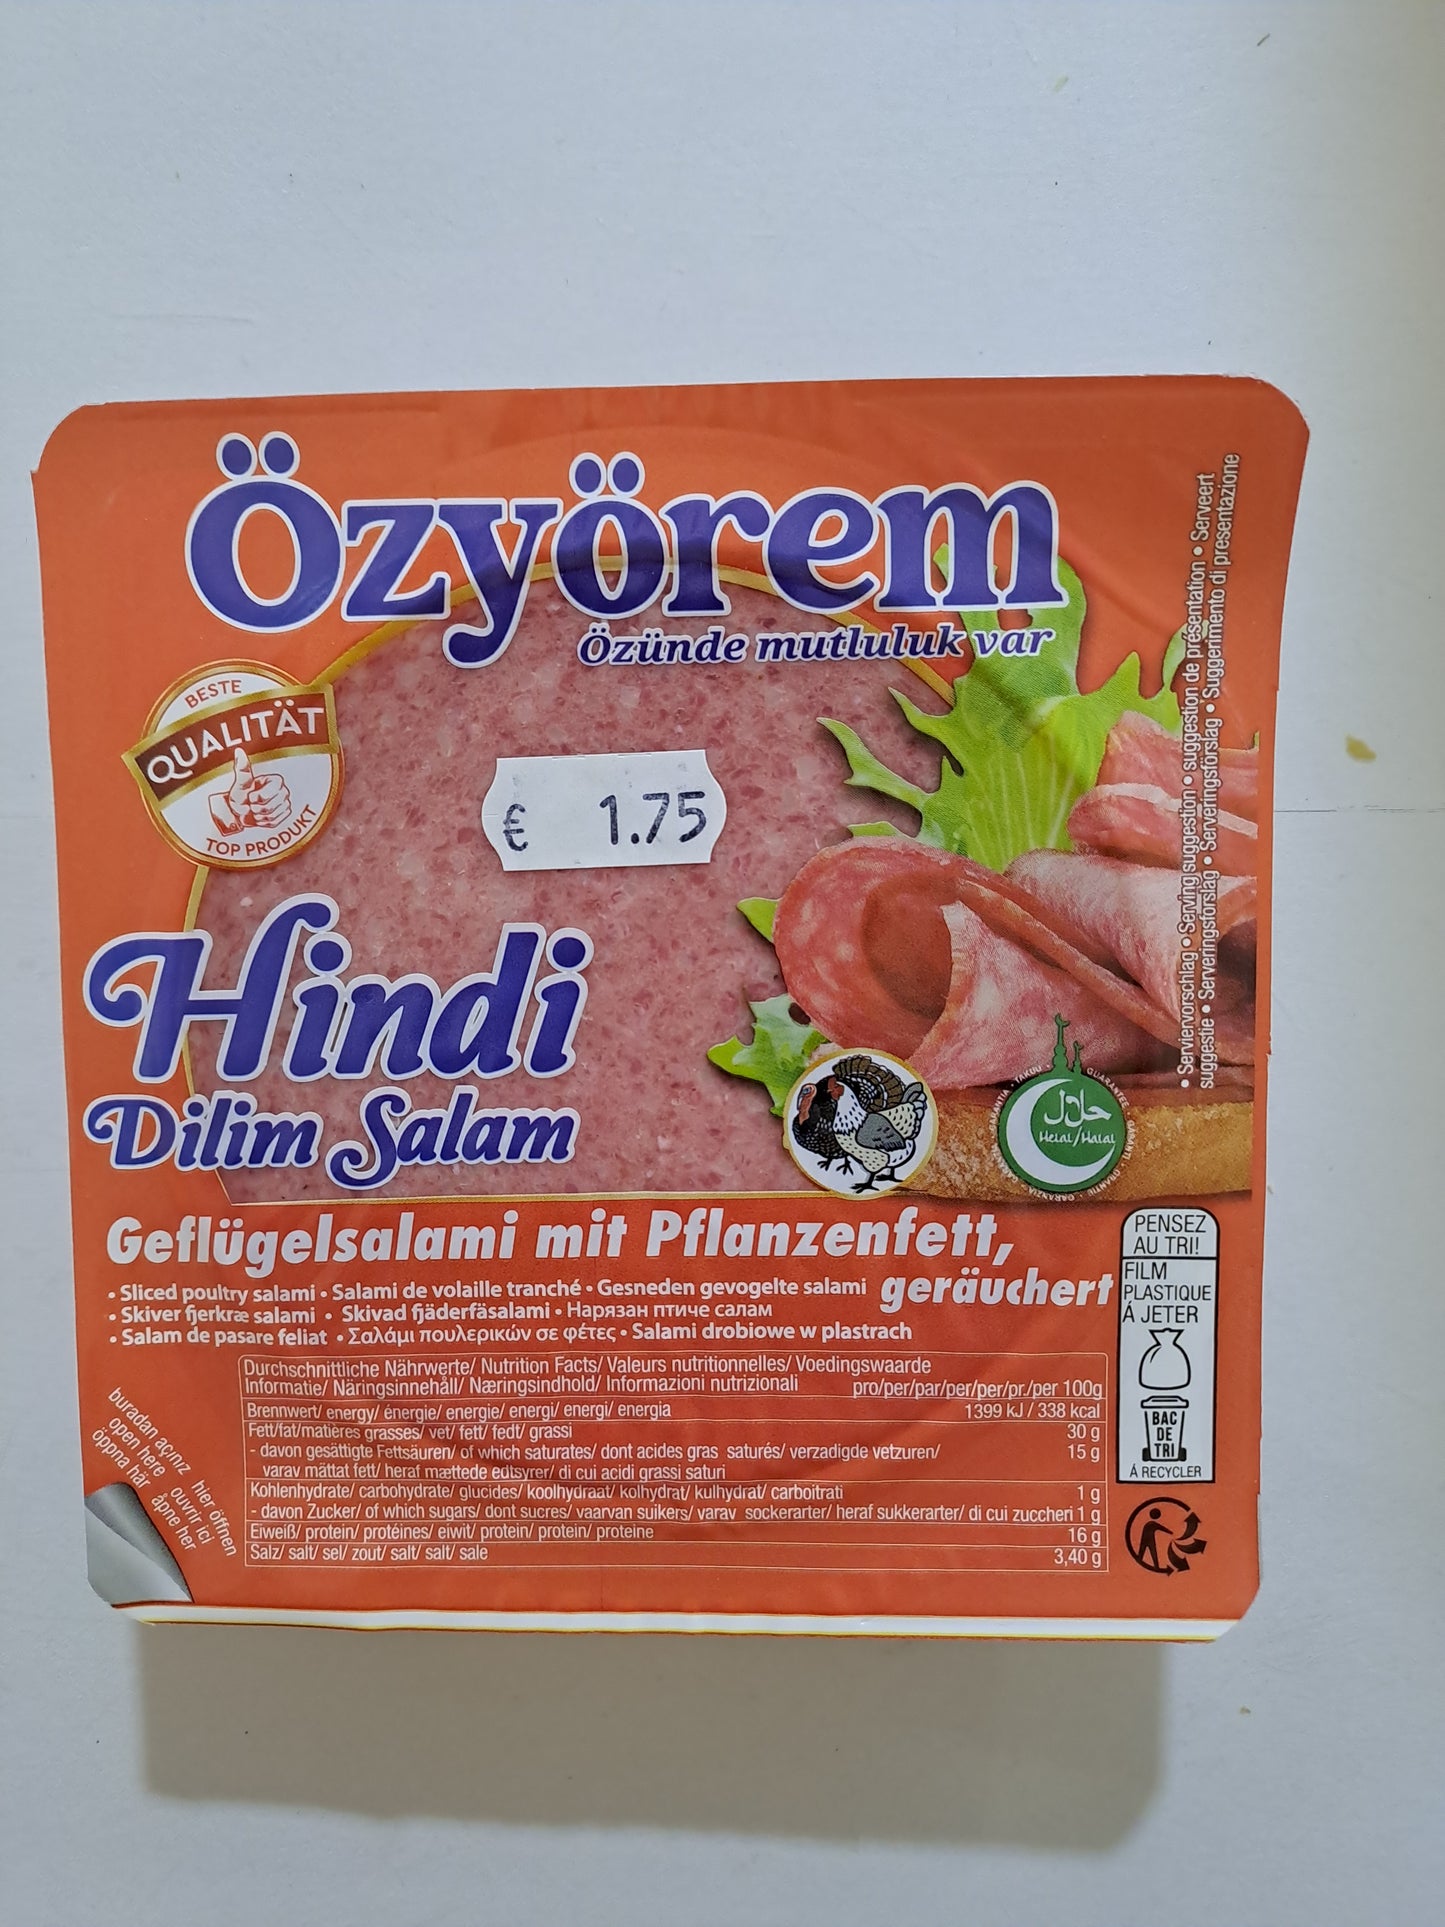 Özyörem
Özünde mutluluk var
BESTE
QUALITÄT
TOP PRODUKT
€ 1.75
Hindi
Dilim Salam
حلال
Helal/Halal
Geflügelsalami mit Pflanzenfett,
geräuchert
• Sliced poultry salami • Salami de volaille tranché • Gesneden gevogelte salami
• Skiver fjerkræ salami • Skivad fjäderfäsalami • Нарязан птиче салам
• Salam de pasare feliat • Σαλάμι πουλερικών σε φέτες • Salami drobiowe w plastrach
Durchschnittliche Nährwerte/ Nutrition Facts/ Valeurs nutritionnelles/ Voedingswaarde
Informatie/ Näringsinnehåll/ Næringsindhold/ Informazioni nutrizionali pro/per/par/per/per/pr./per 100g
Brennwert/ energy/ énergie/ energie/ energi/ energi/ energia 1399 kJ / 338 kcal
Fett/fat/matières grasses/ vet/ fett/ fedt/ grassi 30 g
- davon gesättigte Fettsäuren/ of which saturates/ dont acides gras saturés/ verzadigde vetzuren/ 15 g
varav mättat fett/ heraf mættede edtsyrer/ di cui acidi grassi saturi
Kohlenhydrate/ carbohydrate/ glucides/ koolhydraat/ kolhydrat/ kulhydrat/ carboitrati 1 g
- davon Zucker/ of which sugars/ dont sucres/ vaarvan suikers/ varav sockerarter/ heraf sukkerarter/ di cui zuccheri 1 g
Eiweiß/ protein/ protéines/ eiwit/ protein/ protein/ proteine 16 g
Salz/ salt/ sel/ zout/ salt/ salt/ sale 3,40 g
buradan açınız hier öffnen
open here ouvrir ici
öppna här åpne her
PENSEZ
AU TRI!
FILM
PLASTIQUE
Á JETER
BAC
DE
TRI
Á RECYCLER
• Serviervorschlag • Serving suggestion • suggestion de présentation • Serveert
suggestie • Serveringsforslag • Serveringsförslag • Suggerimento di presentazione